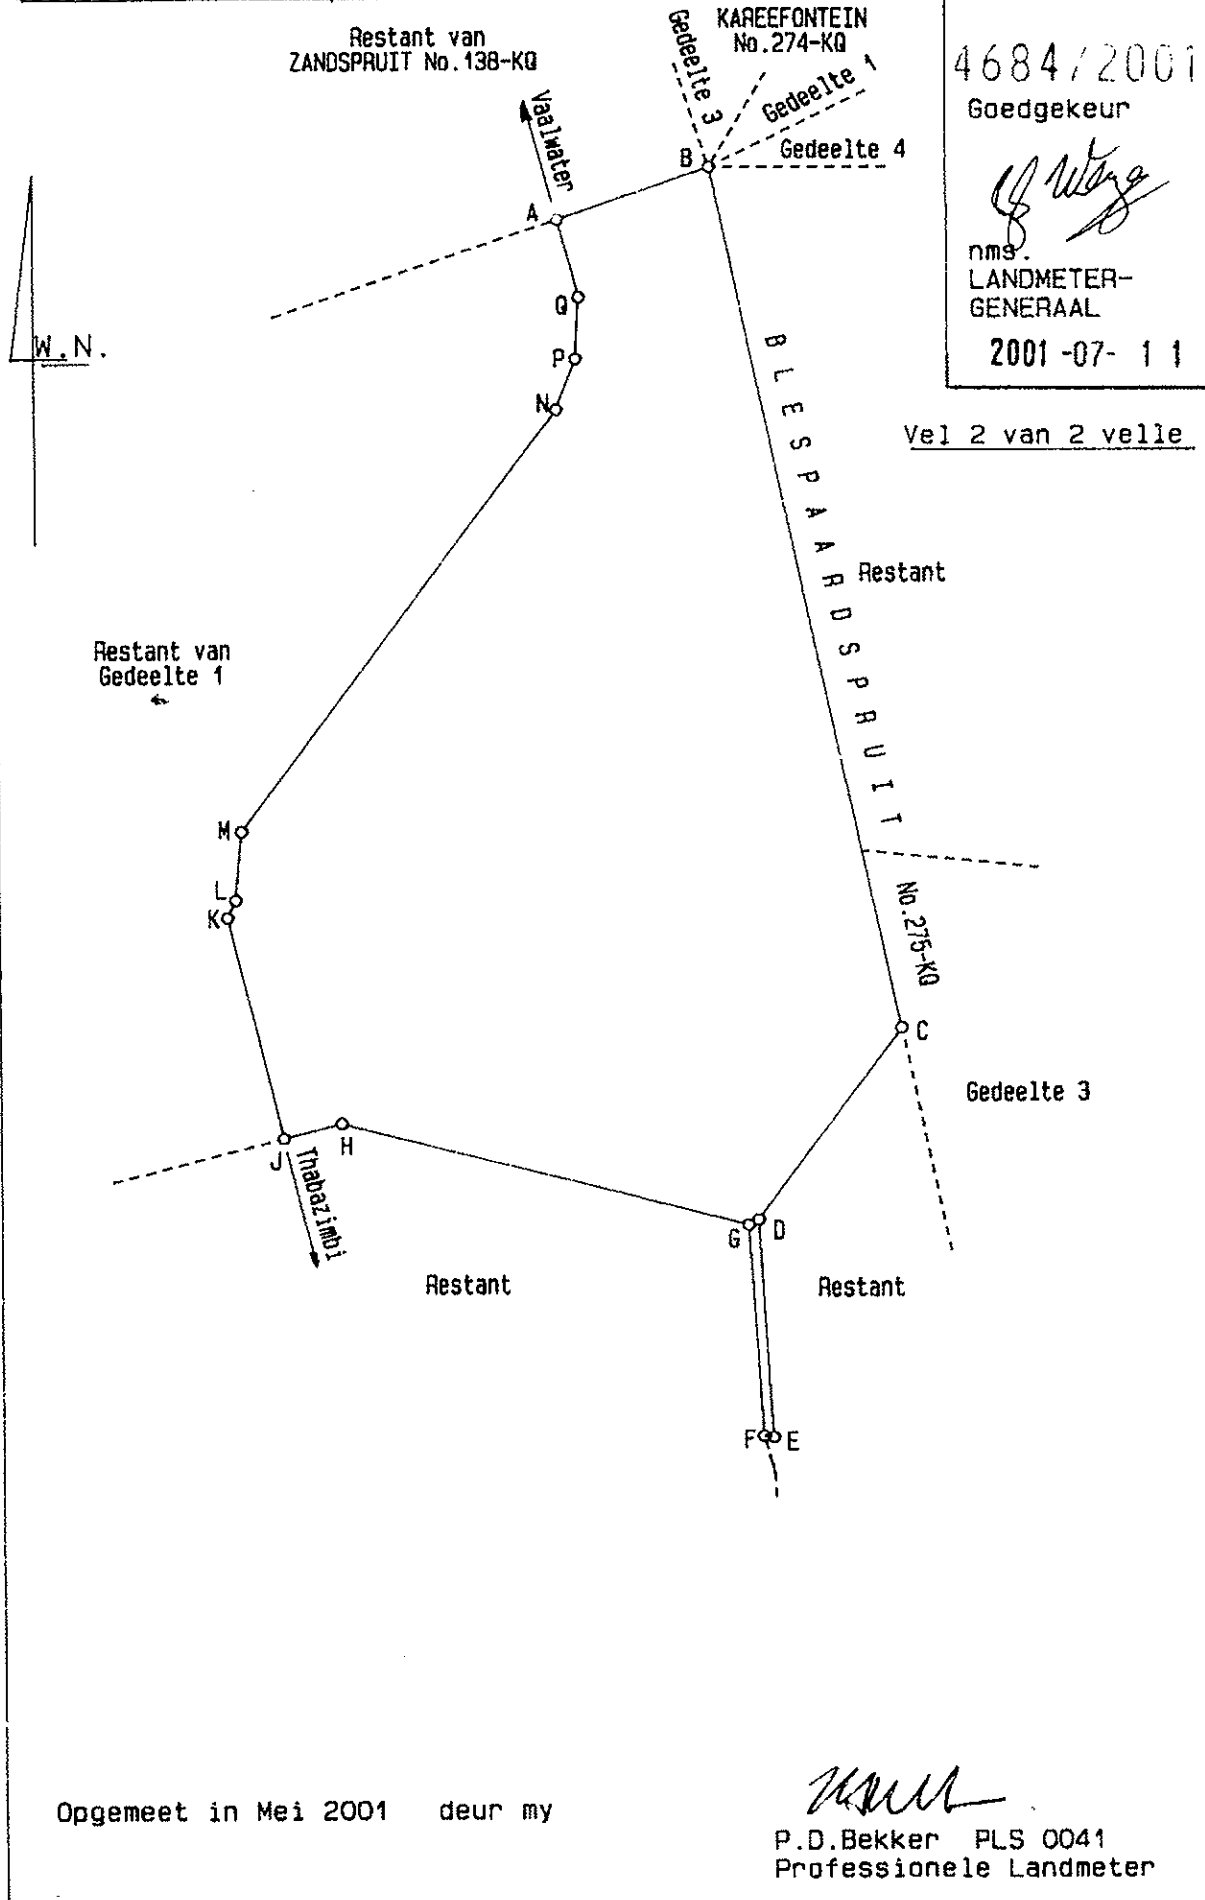 Restant van
ZANDSPRUIT No.138-KQ
KAREEFONTEIN
No.274-KQ
Gedeelte 3
Gedeelte 1
Gedeelte 4
4684/2001
Goedgekeur
nms.
LANDMETER-
GENERAAL
2001-07-11
Vel 2 van 2 velle
Vaalwater
B
A
Q
P
N
W.N.
BLESPAARDSPRUIT
No.275-KQ
Restant
Restant van
Gedeelte 1
M
L
K
C
Gedeelte 3
J
H
Thabazimbi
G
D
Restant
Restant
F
E
Opgemeet in Mei 2001 deur my
P.D.Bekker PLS 0041
Professionele Landmeter